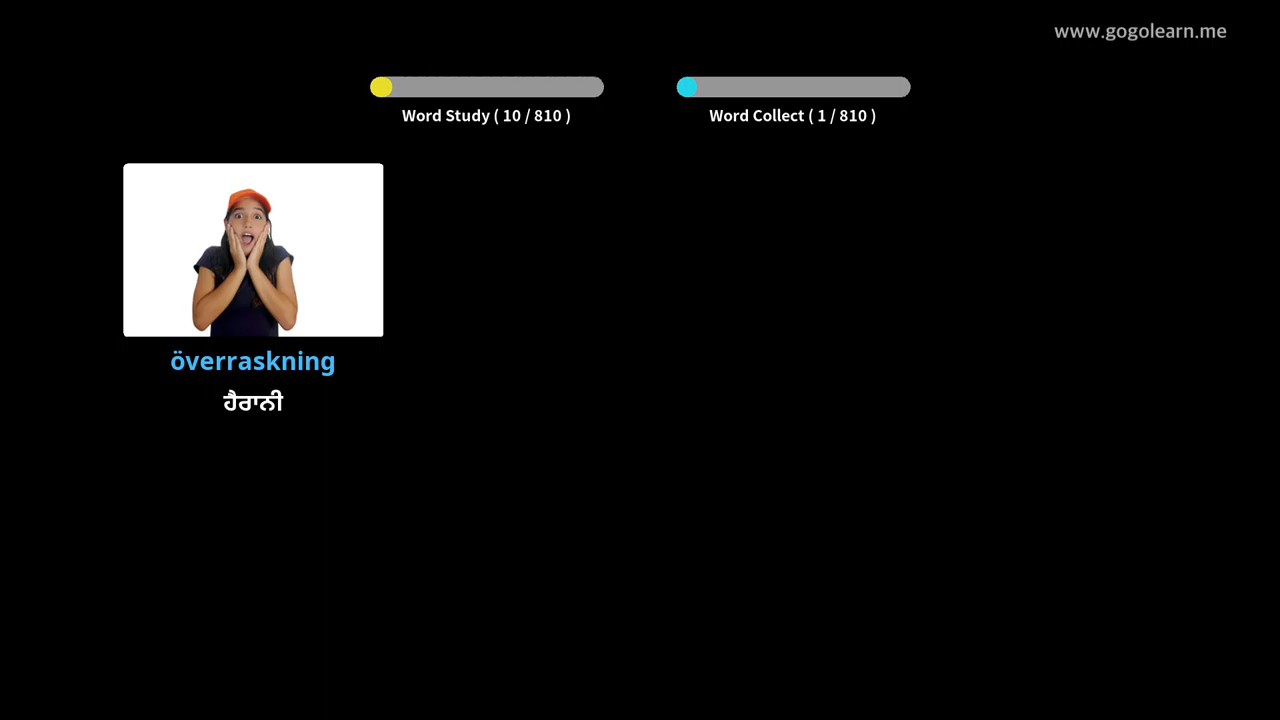 www.gogolearn.me
Word Study ( 10 / 810 )
Word Collect ( 1 / 810 )
överraskning
ਹੈਰਾਨੀ